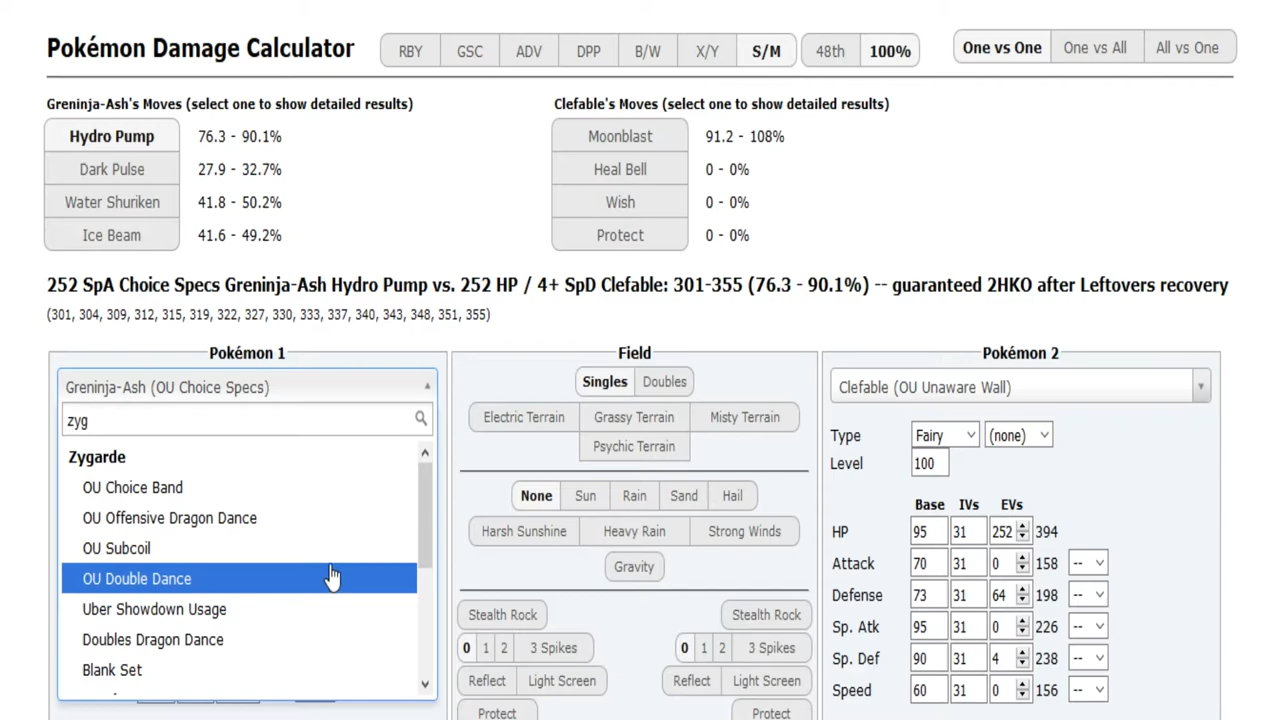 Pokémon Damage Calculator
RBY GSC ADV DPP B/W X/Y S/M 48th 100% One vs One One vs All All vs One
Greninja-Ash's Moves (select one to show detailed results)
Hydro Pump 76.3 - 90.1%
Dark Pulse 27.9 - 32.7%
Water Shuriken 41.8 - 50.2%
Ice Beam 41.6 - 49.2%
Clefable's Moves (select one to show detailed results)
Moonblast 91.2 - 108%
Heal Bell 0 - 0%
Wish 0 - 0%
Protect 0 - 0%
252 SpA Choice Specs Greninja-Ash Hydro Pump vs. 252 HP / 4+ SpD Clefable: 301-355 (76.3 - 90.1%) -- guaranteed 2HKO after Leftovers recovery
(301, 304, 309, 312, 315, 319, 322, 327, 330, 333, 337, 340, 343, 348, 351, 355)
Pokémon 1
Greninja-Ash (OU Choice Specs)
zyg
Zygarde
OU Choice Band
OU Offensive Dragon Dance
OU Subcoil
OU Double Dance
Uber Showdown Usage
Doubles Dragon Dance
Blank Set
Field
Singles Doubles
Electric Terrain Grassy Terrain Misty Terrain
Psychic Terrain
None Sun Rain Sand Hail
Harsh Sunshine Heavy Rain Strong Winds
Gravity
Stealth Rock Stealth Rock
0 1 2 3 Spikes 0 1 2 3 Spikes
Reflect Light Screen Reflect Light Screen
Protect Protect
Pokémon 2
Clefable (OU Unaware Wall)
Type Fairy (none)
Level 100
Base IVs EVs
HP 95 31 252 394
Attack 70 31 0 158 --
Defense 73 31 64 198 --
Sp. Atk 95 31 0 226 --
Sp. Def 90 31 4 238 --
Speed 60 31 0 156 --